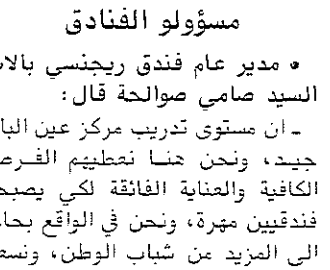 مسؤولو الفنادق
• مدير عام فندق ريجنسي بالا
السيد صامي صوالحة قال :
- ان مستوى تدريب مركز عين البا
جيد، ونحن هنا نعطيهم الفرص
الكافية والعناية الفائقة لكي يصبح
فندقيين مهرة، ونحن في الواقع بحا
الى المزيد من شباب الوطن، ونسع